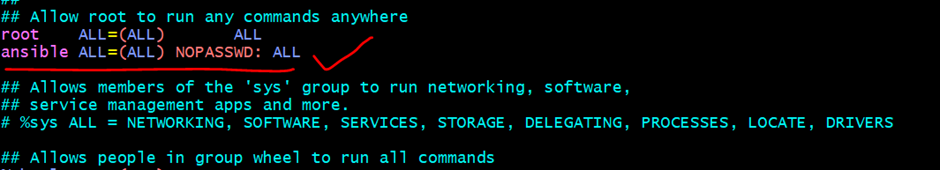 ##
## Allow root to run any commands anywhere
root    ALL=(ALL)       ALL
ansible ALL=(ALL) NOPASSWD: ALL
## Allows members of the 'sys' group to run networking, software,
## service management apps and more.
# %sys ALL = NETWORKING, SOFTWARE, SERVICES, STORAGE, DELEGATING, PROCESSES, LOCATE, DRIVERS
## Allows people in group wheel to run all commands